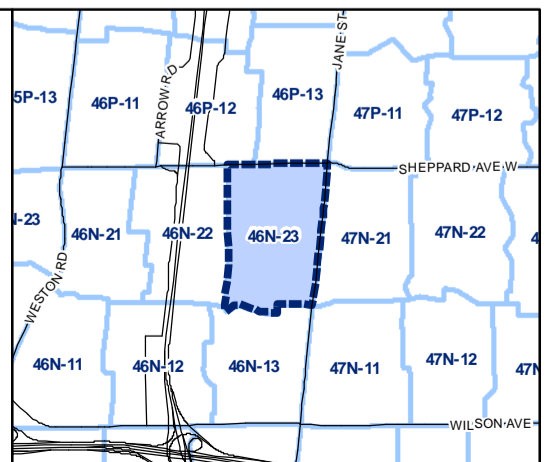 JANE ST
5P-13
46P-11
ARROW RD
46P-12
46P-13
47P-11
47P-12
SHEPPARD AVE W
-23
46N-21
46N-22
46N-23
47N-21
47N-22
4
WESTON RD
46N-11
46N-12
46N-13
47N-11
47N-12
47N
WILSON AVE